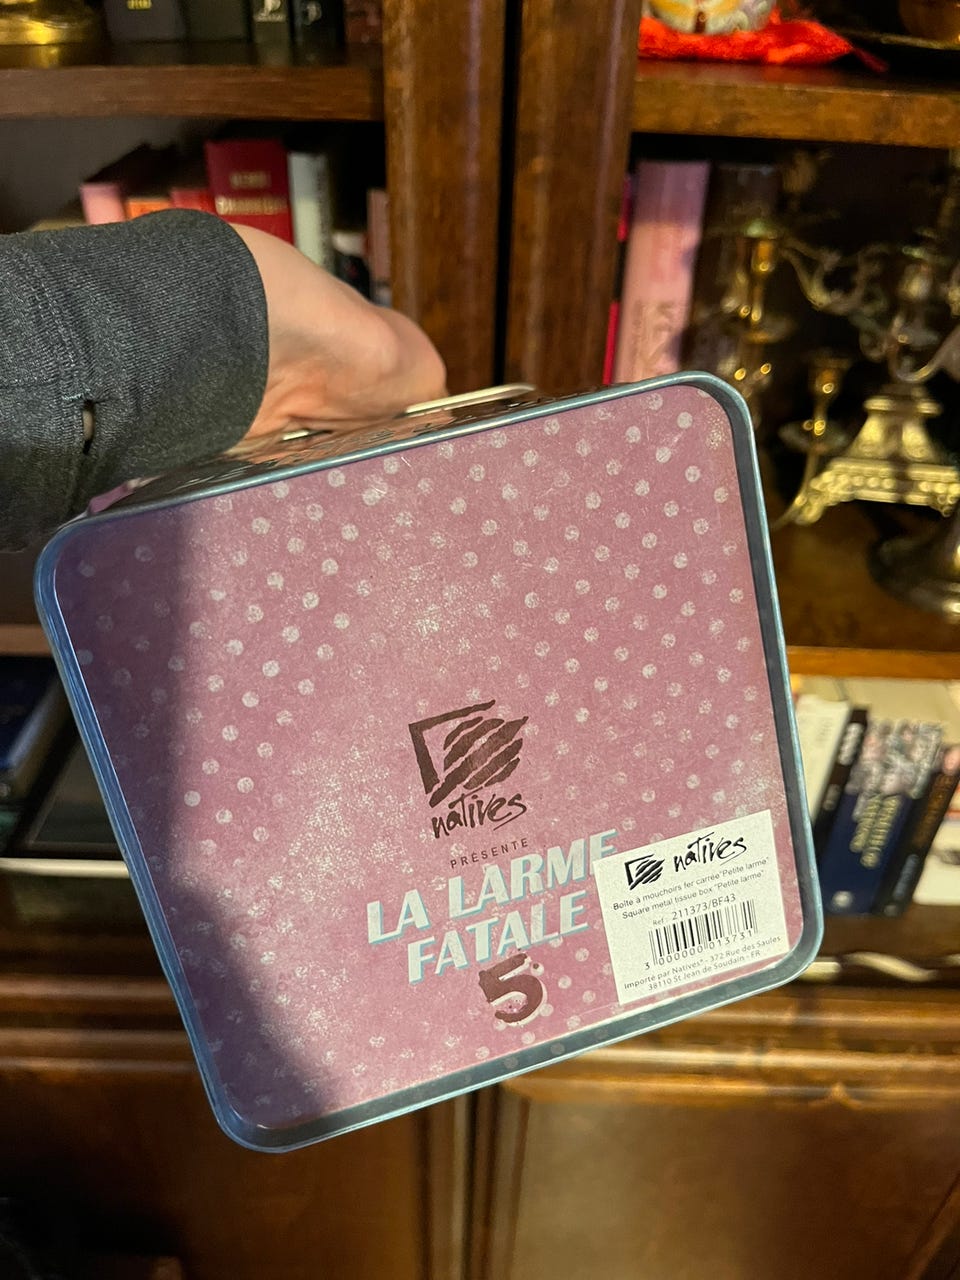 natives
PRÉSENTE
LA LARME
FATALE
5
natives
Boîte à mouchoirs fer carrée "Petite larme"
Square metal tissue box "Petite larme"
Réf : 211373/BF43
3 000000 013731
Importé par Natives® - 372 Rue des Saules
38110 St Jean de Soudain - FR